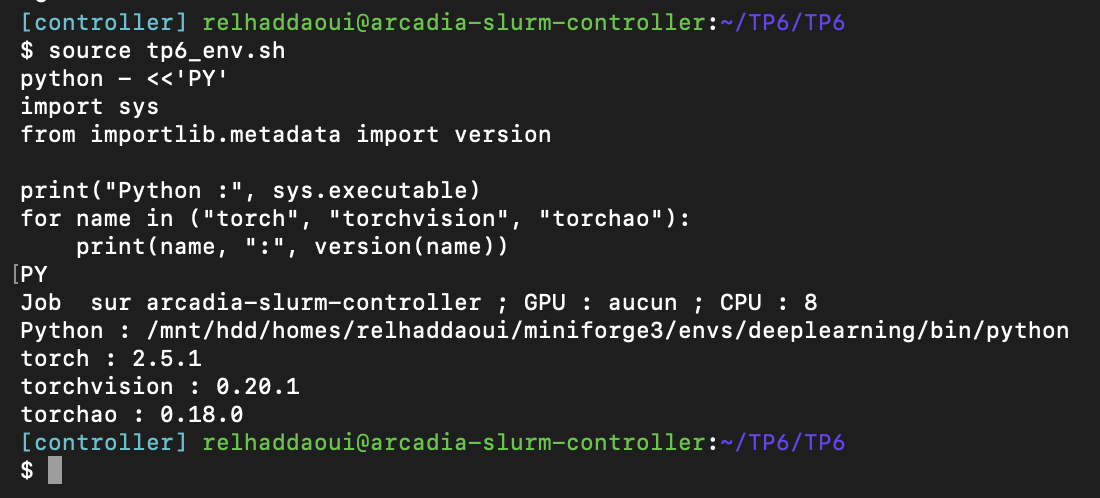 [controller] relhaddaoui@arcadia-slurm-controller:~/TP6/TP6
$ source tp6_env.sh
python - <<'PY'
import sys
from importlib.metadata import version

print("Python :", sys.executable)
for name in ("torch", "torchvision", "torchao"):
    print(name, ":", version(name))
[PY
Job  sur arcadia-slurm-controller ; GPU : aucun ; CPU : 8
Python : /mnt/hdd/homes/relhaddaoui/miniforge3/envs/deeplearning/bin/python
torch : 2.5.1
torchvision : 0.20.1
torchao : 0.18.0
[controller] relhaddaoui@arcadia-slurm-controller:~/TP6/TP6
$